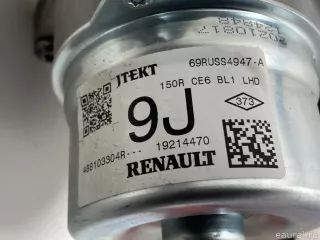 JTEKT
69RUSS4947-A
150R CE6 BL1 LHD
373
9J
19214470
488103304R---
RENAULT